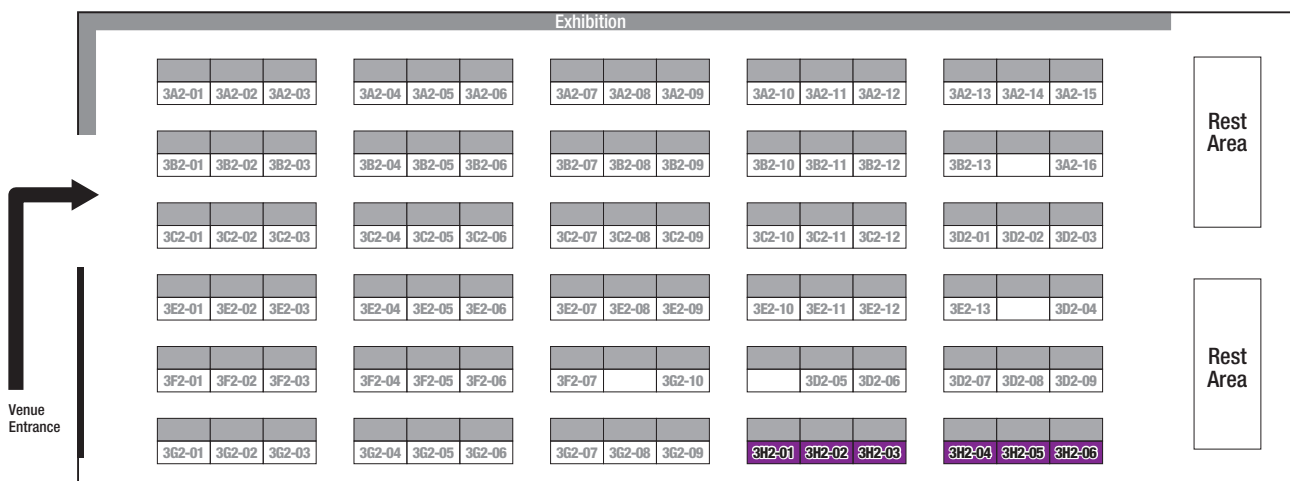 Exhibition
3A2-01 3A2-02 3A2-03 3A2-04 3A2-05 3A2-06 3A2-07 3A2-08 3A2-09 3A2-10 3A2-11 3A2-12 3A2-13 3A2-14 3A2-15
Rest
Area
3B2-01 3B2-02 3B2-03 3B2-04 3B2-05 3B2-06 3B2-07 3B2-08 3B2-09 3B2-10 3B2-11 3B2-12 3B2-13 3A2-16
3C2-01 3C2-02 3C2-03 3C2-04 3C2-05 3C2-06 3C2-07 3C2-08 3C2-09 3C2-10 3C2-11 3C2-12 3D2-01 3D2-02 3D2-03
3E2-01 3E2-02 3E2-03 3E2-04 3E2-05 3E2-06 3E2-07 3E2-08 3E2-09 3E2-10 3E2-11 3E2-12 3E2-13 3D2-04
Rest
Area
3F2-01 3F2-02 3F2-03 3F2-04 3F2-05 3F2-06 3F2-07 3G2-10 3D2-05 3D2-06 3D2-07 3D2-08 3D2-09
Venue
Entrance
3G2-01 3G2-02 3G2-03 3G2-04 3G2-05 3G2-06 3G2-07 3G2-08 3G2-09 3H2-01 3H2-02 3H2-03 3H2-04 3H2-05 3H2-06